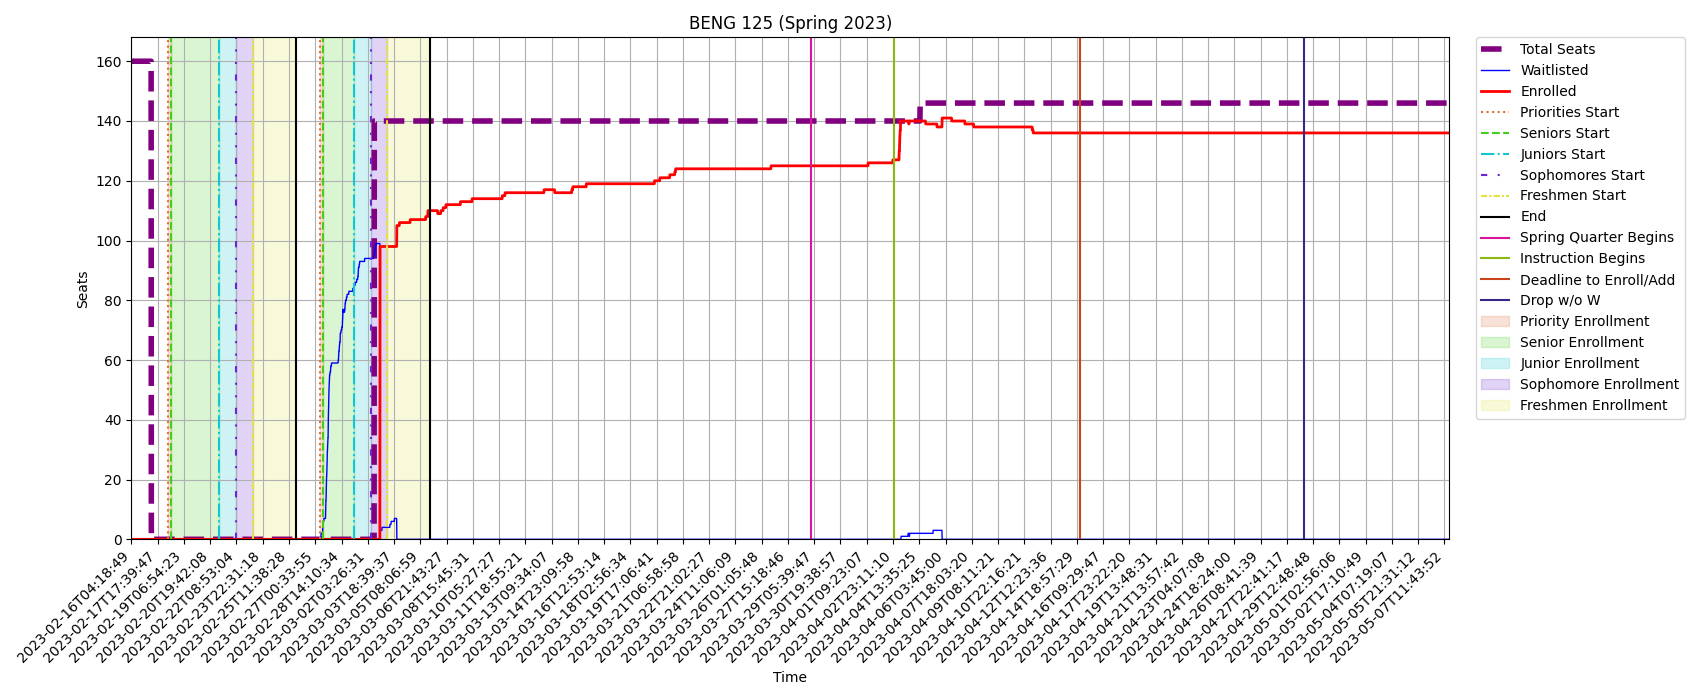 BENG 125 (Spring 2023)
Seats
160
140
120
100
80
60
40
20
0
2023-02-16T04:18:49
2023-02-17T17:39:47
2023-02-19T06:54:23
2023-02-20T19:42:08
2023-02-22T08:53:04
2023-02-23T22:31:18
2023-02-25T11:38:28
2023-02-27T00:33:55
2023-02-28T14:10:34
2023-03-02T03:26:31
2023-03-03T18:39:37
2023-03-05T08:06:59
2023-03-06T21:43:27
2023-03-08T15:45:31
2023-03-10T05:27:27
2023-03-11T18:55:21
2023-03-13T09:34:07
2023-03-14T23:09:58
2023-03-16T12:53:14
2023-03-18T02:56:34
2023-03-19T17:06:41
2023-03-21T06:58:58
2023-03-22T21:02:27
2023-03-24T11:06:09
2023-03-26T01:05:48
2023-03-27T15:18:46
2023-03-29T05:39:47
2023-03-30T19:38:57
2023-04-01T09:23:07
2023-04-02T23:11:10
2023-04-04T13:35:25
2023-04-06T03:45:00
2023-04-07T18:03:20
2023-04-09T08:11:21
2023-04-10T22:16:21
2023-04-12T12:23:36
2023-04-14T18:57:29
2023-04-16T09:29:47
2023-04-17T23:22:20
2023-04-19T13:48:31
2023-04-21T13:57:42
2023-04-23T04:07:08
2023-04-24T18:24:00
2023-04-26T08:41:39
2023-04-27T22:41:17
2023-04-29T12:48:48
2023-05-01T02:56:06
2023-05-02T17:10:49
2023-05-04T07:19:07
2023-05-05T21:31:12
2023-05-07T11:43:52
Time
Total Seats
Waitlisted
Enrolled
Priorities Start
Seniors Start
Juniors Start
Sophomores Start
Freshmen Start
End
Spring Quarter Begins
Instruction Begins
Deadline to Enroll/Add
Drop w/o W
Priority Enrollment
Senior Enrollment
Junior Enrollment
Sophomore Enrollment
Freshmen Enrollment